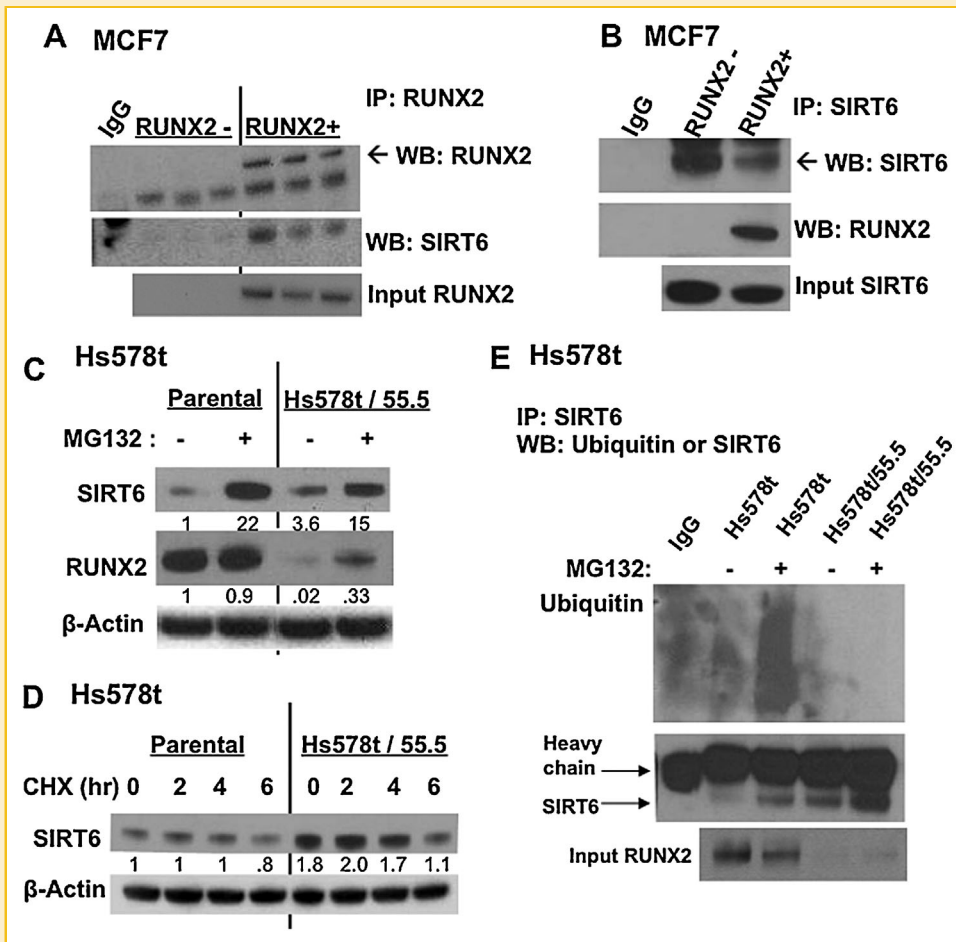 A MCF7
IgG RUNX2 - RUNX2+ IP: RUNX2
← WB: RUNX2
WB: SIRT6
Input RUNX2
B MCF7
IgG RUNX2 - RUNX2+ IP: SIRT6
← WB: SIRT6
WB: RUNX2
Input SIRT6
C Hs578t
Parental Hs578t / 55.5
MG132 : - + - +
SIRT6
1 22 3.6 15
RUNX2
1 0.9 .02 .33
β-Actin
D Hs578t
Parental Hs578t / 55.5
CHX (hr) 0 2 4 6 0 2 4 6
SIRT6
1 1 1 .8 1.8 2.0 1.7 1.1
β-Actin
E Hs578t
IP: SIRT6
WB: Ubiquitin or SIRT6
IgG Hs578t Hs578t Hs578t/55.5 Hs578t/55.5
MG132: - + - +
Ubiquitin
Heavy
chain
SIRT6
Input RUNX2